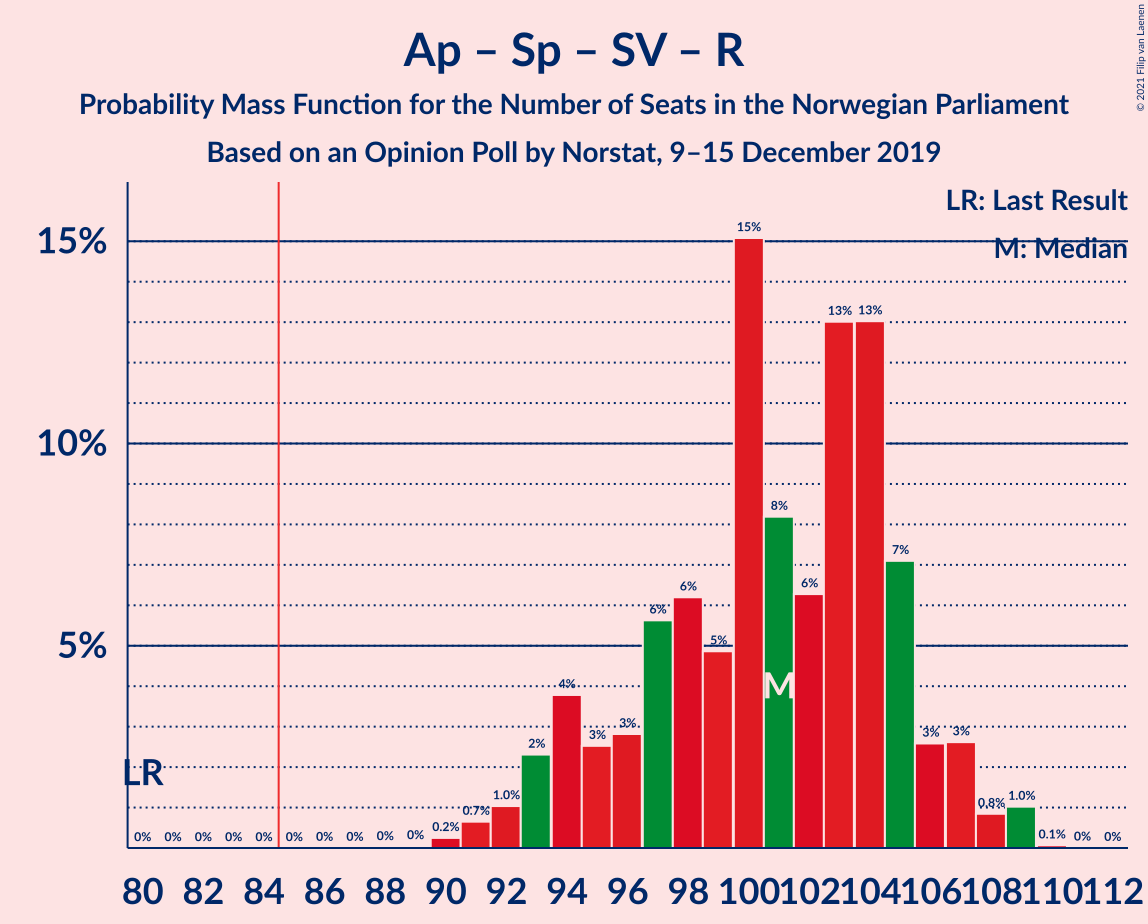 Ap – Sp – SV – R
Probability Mass Function for the Number of Seats in the Norwegian Parliament
Based on an Opinion Poll by Norstat, 9–15 December 2019
© 2021 Filip van Laenen
LR: Last Result
M: Median
15%
10%
5%
LR
M
0% 0% 0% 0% 0% 0% 0% 0% 0% 0% 0.2% 0.7% 1.0% 2% 4% 3% 3% 6% 6% 5% 15% 8% 6% 13% 13% 7% 3% 3% 0.8% 1.0% 0.1% 0% 0%
80 82 84 86 88 90 92 94 96 98 100 102 104 106 108 110 112